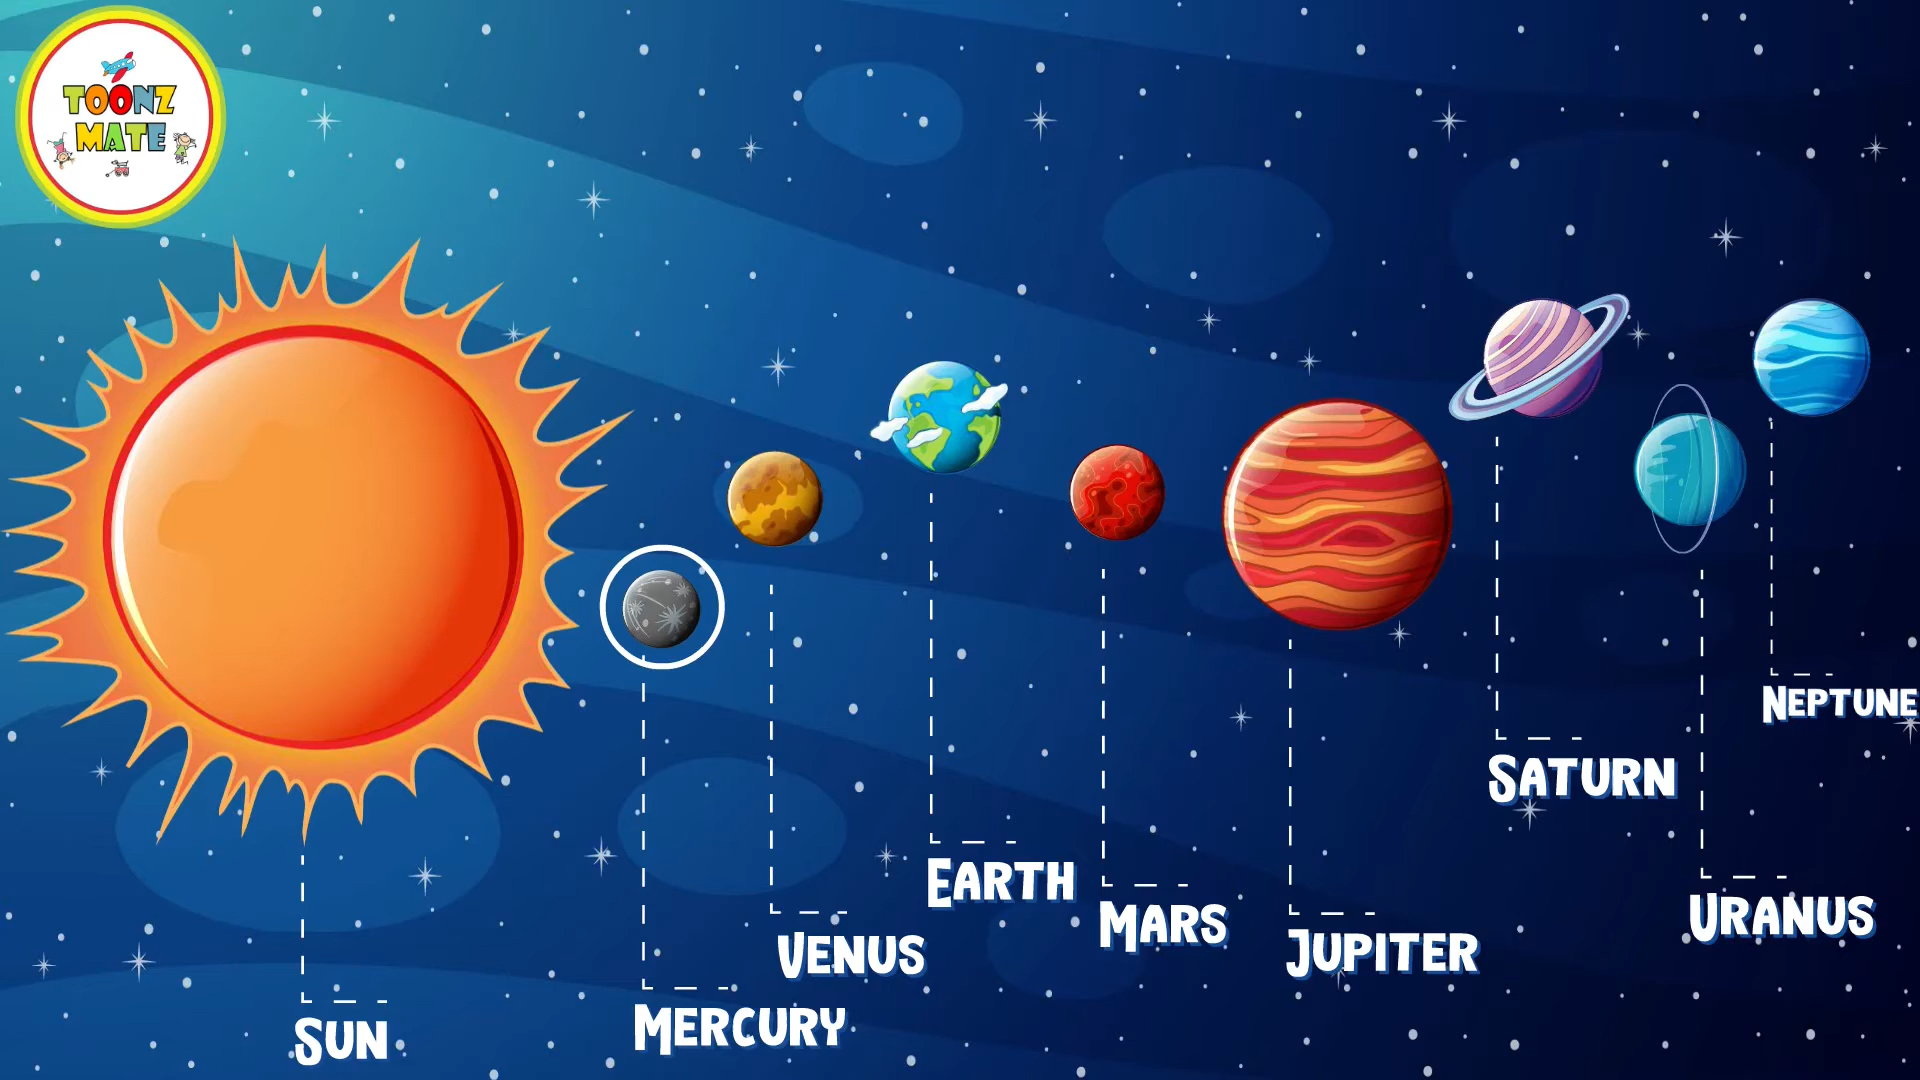 TOONZ
MATE
NEPTUNE
SATURN
EARTH
MARS
URANUS
VENUS
JUPITER
MERCURY
SUN